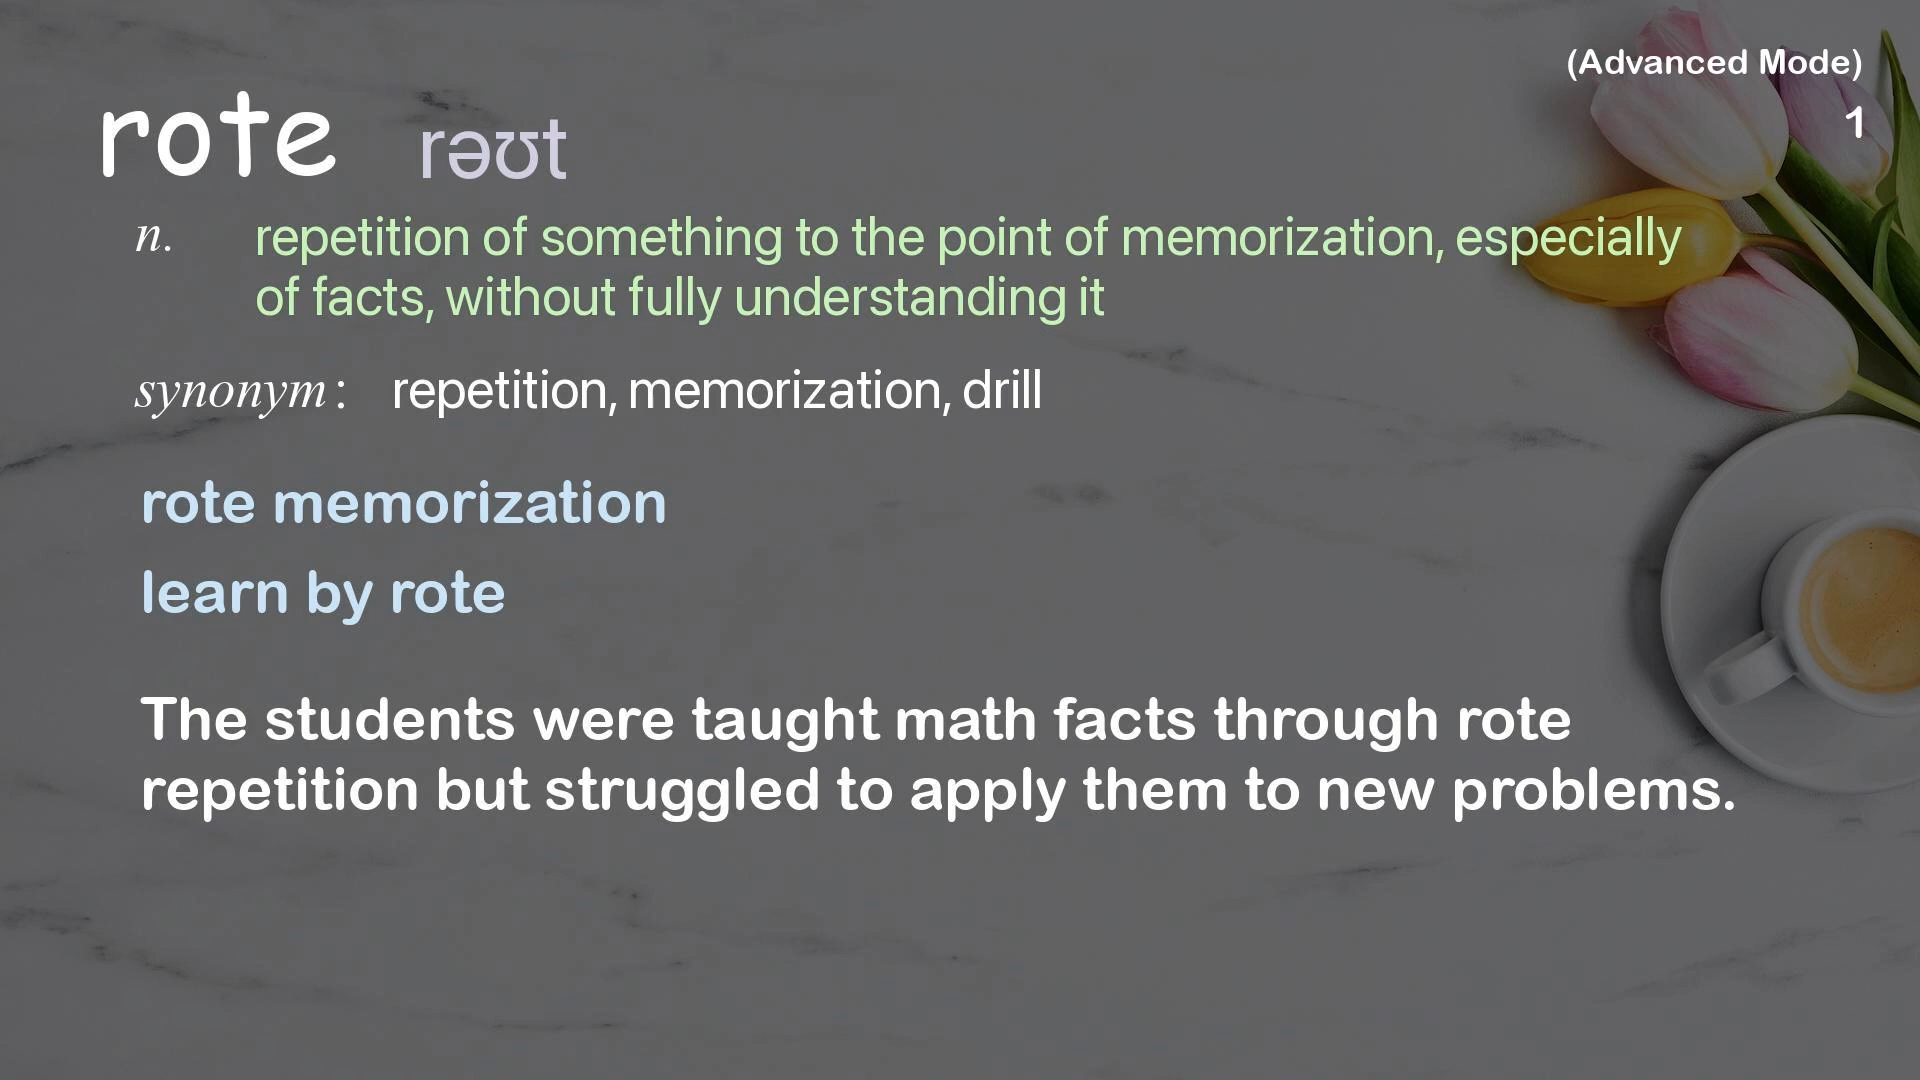 (Advanced Mode)
1
rote rəʊt
n. repetition of something to the point of memorization, especially
of facts, without fully understanding it
synonym: repetition, memorization, drill
rote memorization
learn by rote
The students were taught math facts through rote
repetition but struggled to apply them to new problems.